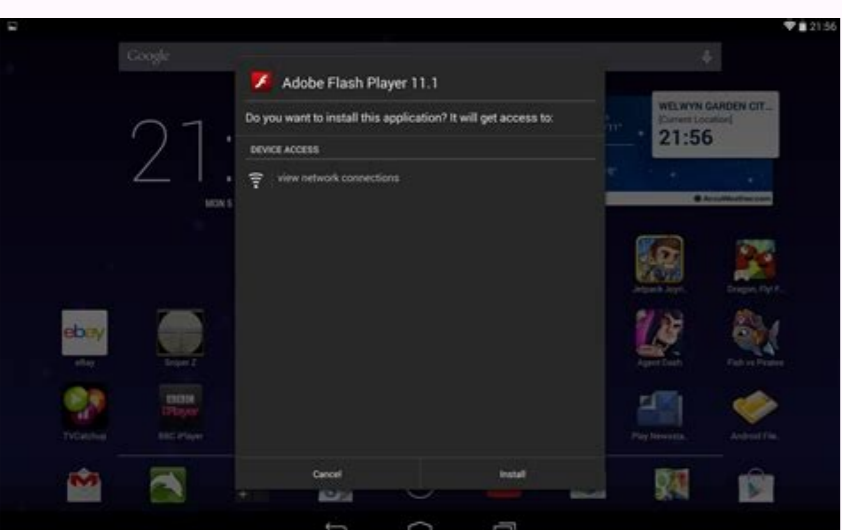 21:56
Google
Adobe Flash Player 11.1
Do you want to install this application? It will get access to:
DEVICE ACCESS
view network connections
21:
MON 5
WELWYN GARDEN CIT...
[Current Location]
21:56
AccuWeather.com
Jetpack Joyri..
Dragon, Fly! F...
ebay
eBay
Sniper Z
Agent Dash
Fish vs Pirates
TVCatchup
BBC
iPlayer
BBC iPlayer
Play Newssta..
Android File..
Cancel
Install